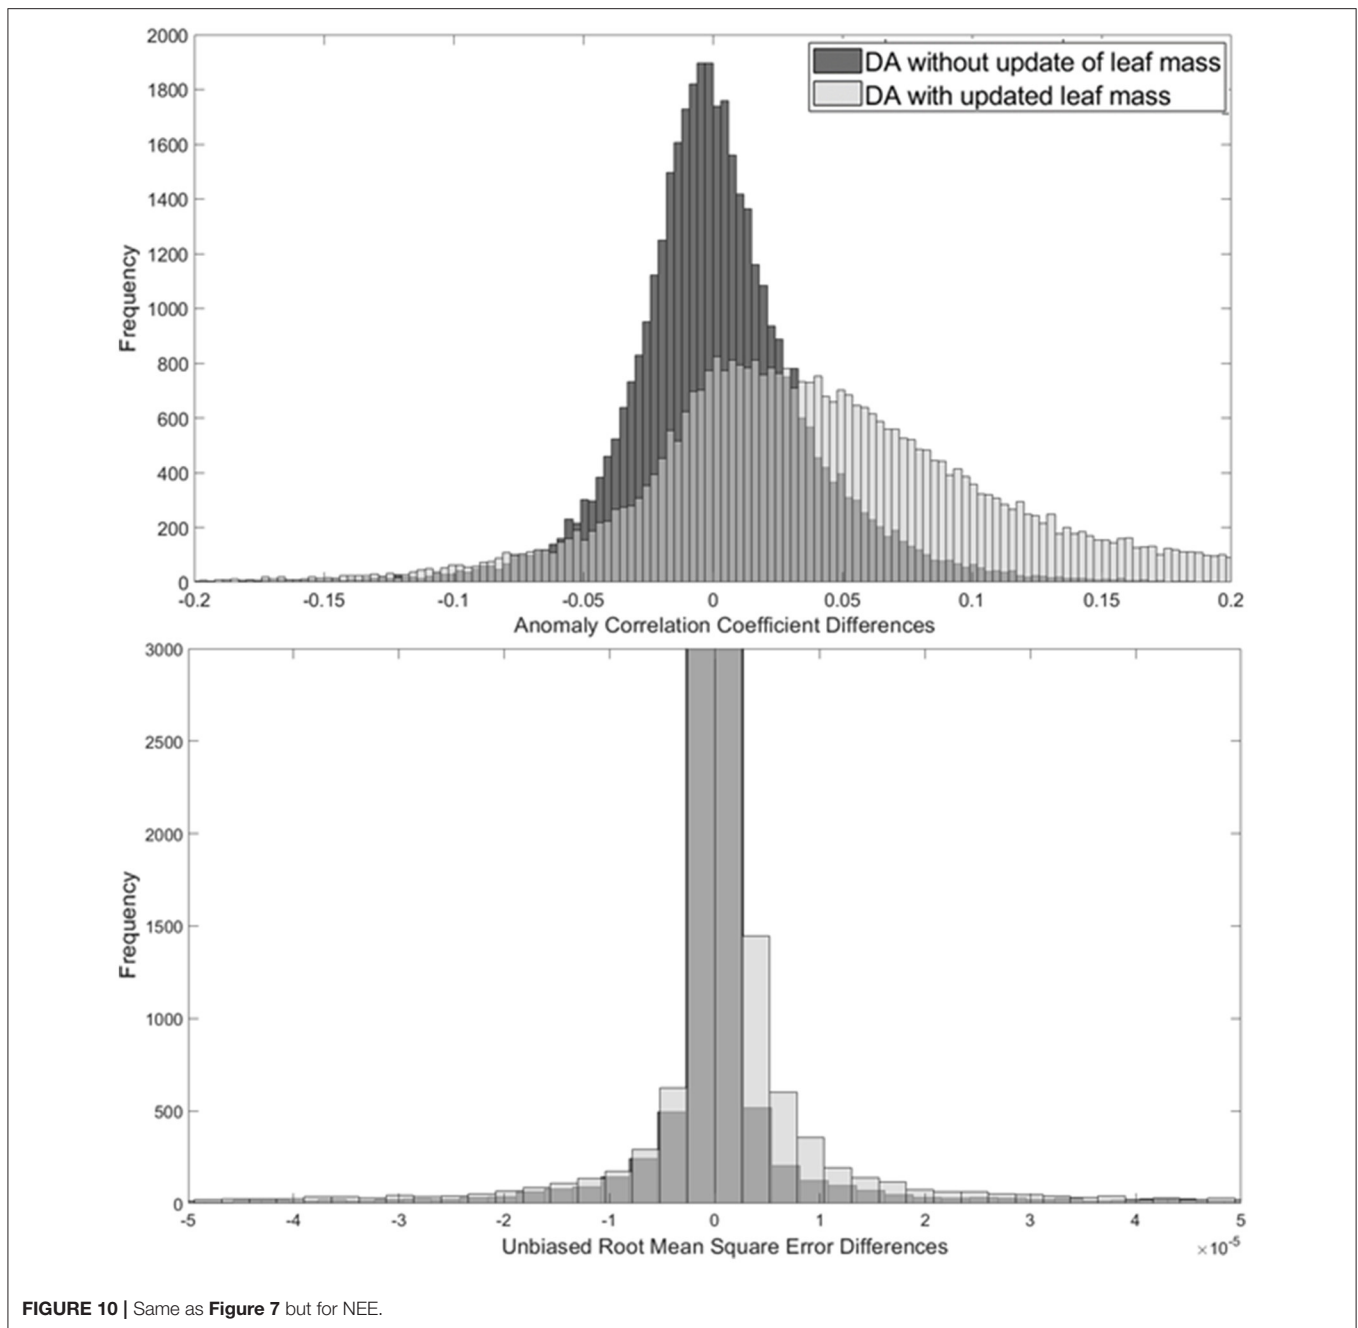 2000
1800
1600
1400
1200
1000
800
600
400
200
0
Frequency
DA without update of leaf mass
DA with updated leaf mass
-0.2 -0.15 -0.1 -0.05 0 0.05 0.1 0.15 0.2
Anomaly Correlation Coefficient Differences
3000
2500
2000
1500
1000
500
0
Frequency
-5 -4 -3 -2 -1 0 1 2 3 4 5
Unbiased Root Mean Square Error Differences
×10⁻⁵
FIGURE 10 | Same as Figure 7 but for NEE.